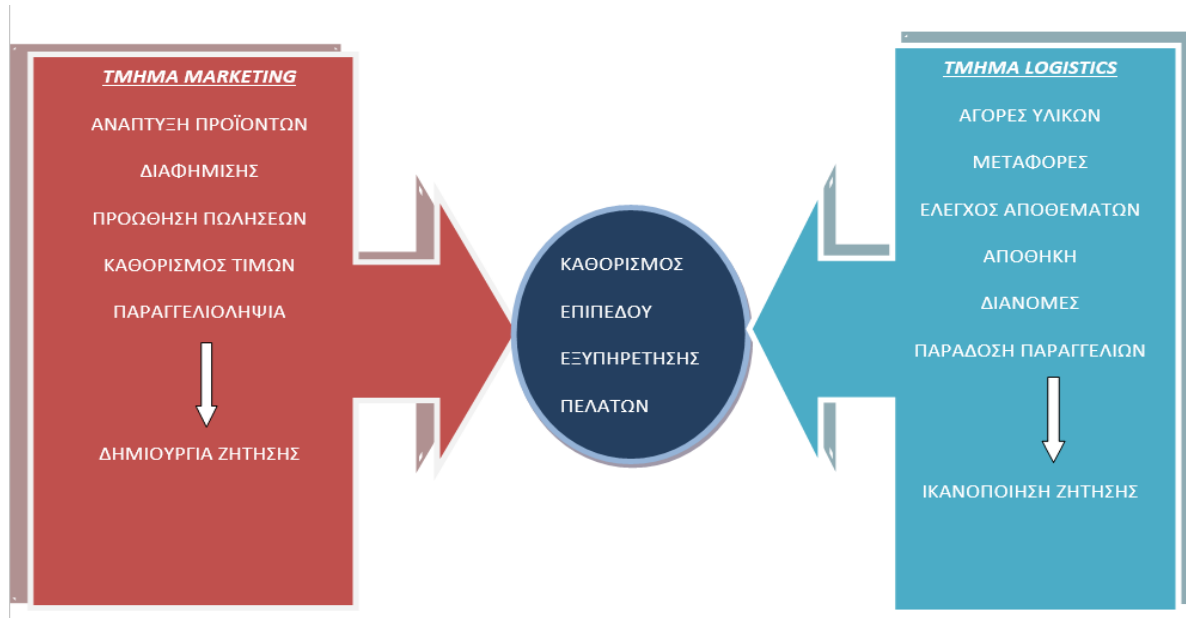 ΤΜΗΜΑ MARKETING
ΑΝΑΠΤΥΞΗ ΠΡΟΪΟΝΤΩΝ
ΔΙΑΦΗΜΙΣΗΣ
ΠΡΟΩΘΗΣΗ ΠΩΛΗΣΕΩΝ
ΚΑΘΟΡΙΣΜΟΣ ΤΙΜΩΝ
ΠΑΡΑΓΓΕΛΙΟΛΗΨΙΑ
ΔΗΜΙΟΥΡΓΙΑ ΖΗΤΗΣΗΣ
ΚΑΘΟΡΙΣΜΟΣ
ΕΠΙΠΕΔΟΥ
ΕΞΥΠΗΡΕΤΗΣΗΣ
ΠΕΛΑΤΩΝ
ΤΜΗΜΑ LOGISTICS
ΑΓΟΡΕΣ ΥΛΙΚΩΝ
ΜΕΤΑΦΟΡΕΣ
ΕΛΕΓΧΟΣ ΑΠΟΘΕΜΑΤΩΝ
ΑΠΟΘΗΚΗ
ΔΙΑΝΟΜΕΣ
ΠΑΡΑΔΟΣΗ ΠΑΡΑΓΓΕΛΙΩΝ
ΙΚΑΝΟΠΟΙΗΣΗ ΖΗΤΗΣΗΣ